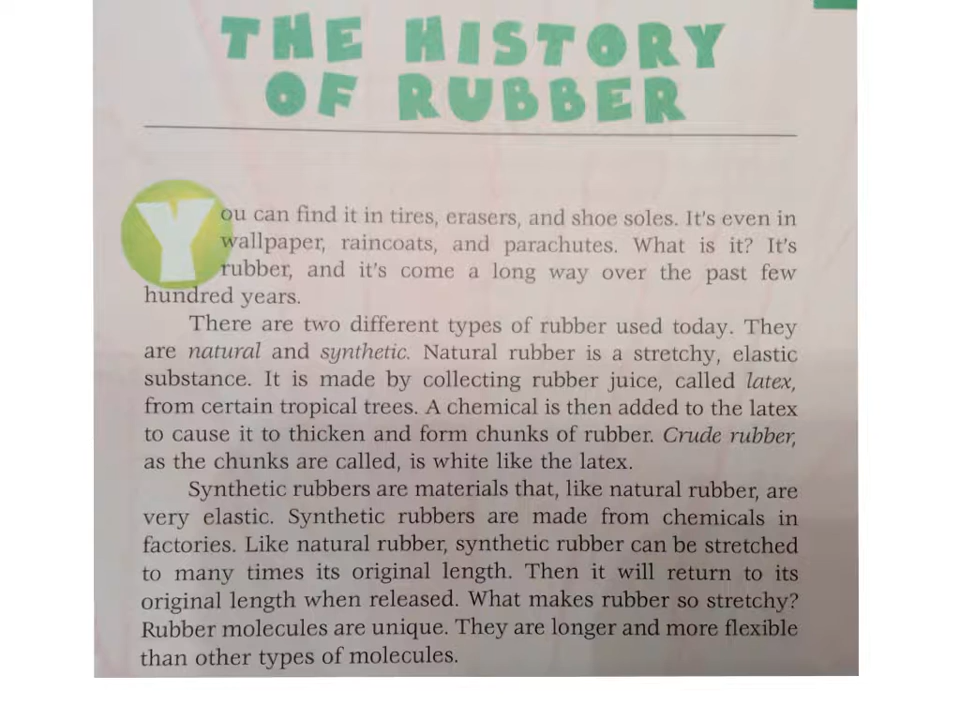 THE HISTORY
OF RUBBER
You can find it in tires, erasers, and shoe soles. It's even in
wallpaper, raincoats, and parachutes. What is it? It's
rubber, and it's come a long way over the past few
hundred years.
There are two different types of rubber used today. They
are natural and synthetic. Natural rubber is a stretchy, elastic
substance. It is made by collecting rubber juice, called latex,
from certain tropical trees. A chemical is then added to the latex
to cause it to thicken and form chunks of rubber. Crude rubber,
as the chunks are called, is white like the latex.
Synthetic rubbers are materials that, like natural rubber, are
very elastic. Synthetic rubbers are made from chemicals in
factories. Like natural rubber, synthetic rubber can be stretched
to many times its original length. Then it will return to its
original length when released. What makes rubber so stretchy?
Rubber molecules are unique. They are longer and more flexible
than other types of molecules.